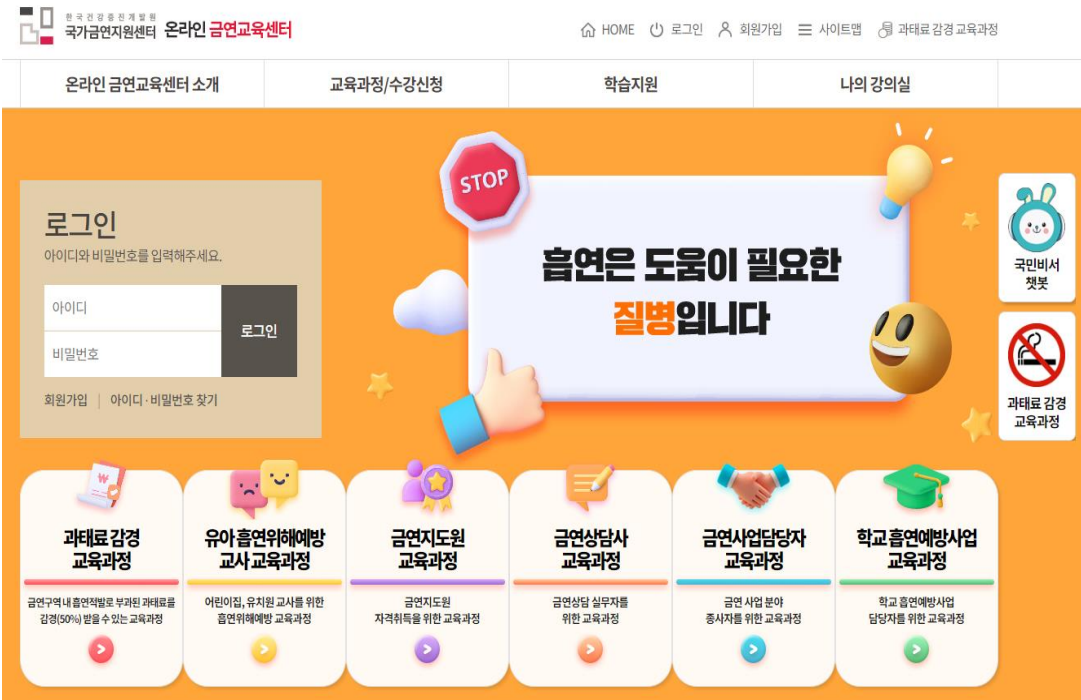 한국건강증진개발원
국가금연지원센터 온라인 금연교육센터
HOME 로그인 회원가입 사이트맵 과태료 감경 교육과정
온라인 금연교육센터 소개 교육과정/수강신청 학습지원 나의 강의실
STOP
로그인
아이디와 비밀번호를 입력해주세요.
아이디
비밀번호
로그인
회원가입 | 아이디·비밀번호 찾기
흡연은 도움이 필요한
질병입니다
국민비서
챗봇
과태료 감경
교육과정
과태료 감경
교육과정
금연구역 내 흡연적발로 부과된 과태료를
감경(50%) 받을 수 있는 교육과정
유아 흡연위해예방
교사 교육과정
어린이집, 유치원 교사를 위한
흡연위해예방 교육과정
금연지도원
교육과정
금연지도원
자격취득을 위한 교육과정
금연상담사
교육과정
금연상담 실무자를
위한 교육과정
금연사업담당자
교육과정
금연 사업 분야
종사자를 위한 교육과정
학교 흡연예방사업
교육과정
학교 흡연예방사업
담당자를 위한 교육과정